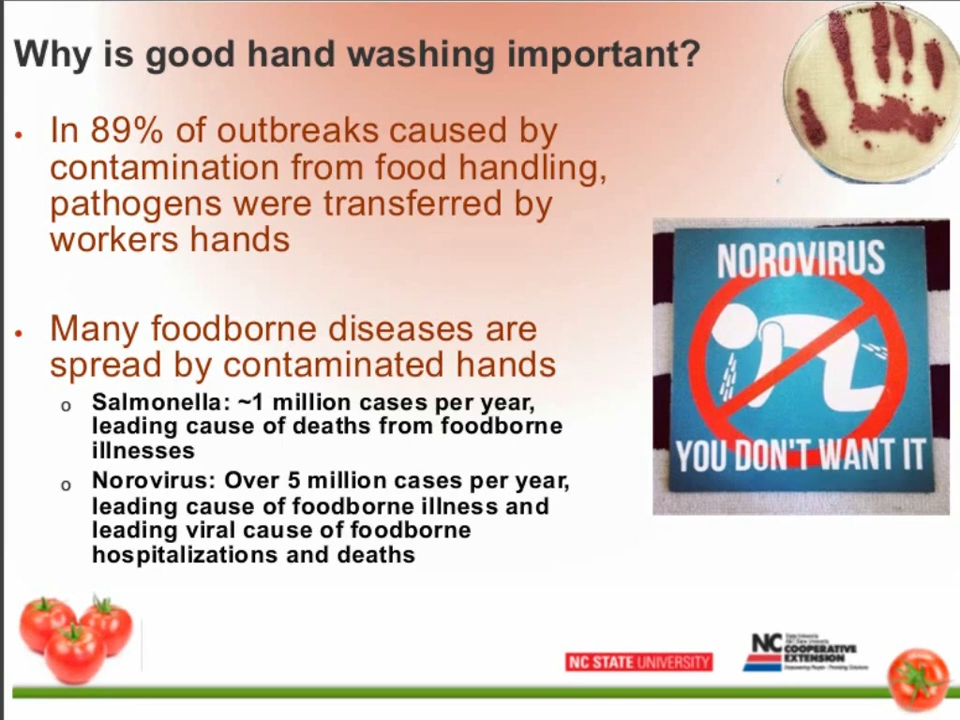 Why is good hand washing important?
• In 89% of outbreaks caused by
contamination from food handling,
pathogens were transferred by
workers hands
• Many foodborne diseases are
spread by contaminated hands
o Salmonella: ~1 million cases per year,
leading cause of deaths from foodborne
illnesses
o Norovirus: Over 5 million cases per year,
leading cause of foodborne illness and
leading viral cause of foodborne
hospitalizations and deaths
NOROVIRUS
YOU DON'T WANT IT
NC STATE UNIVERSITY
NC
COOPERATIVE
EXTENSION